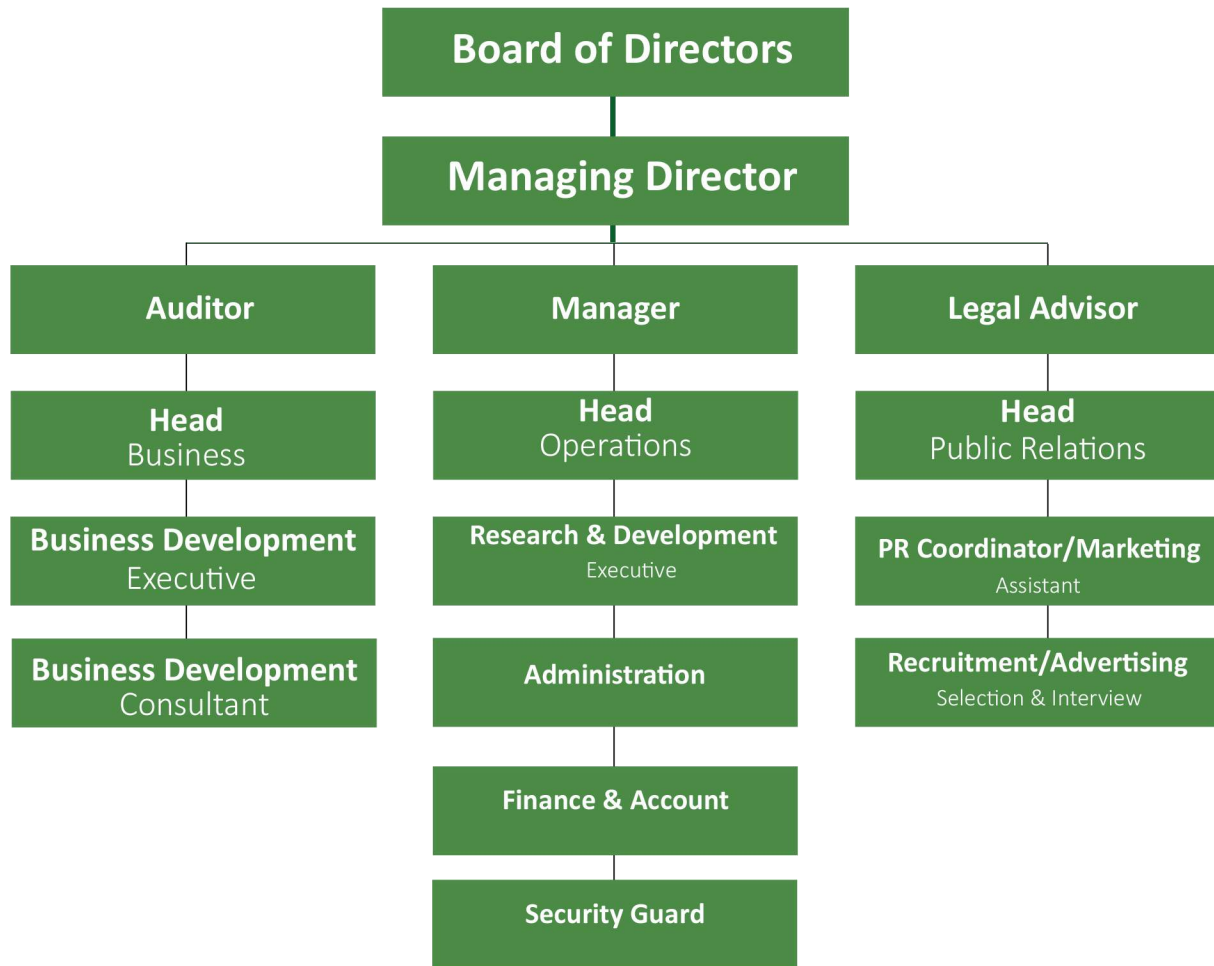 Board of Directors
Managing Director
Auditor
Manager
Legal Advisor
Head
Business
Head
Operations
Head
Public Relations
Business Development
Executive
Research & Development
Executive
PR Coordinator/Marketing
Assistant
Business Development
Consultant
Administration
Recruitment/Advertising
Selection & Interview
Finance & Account
Security Guard